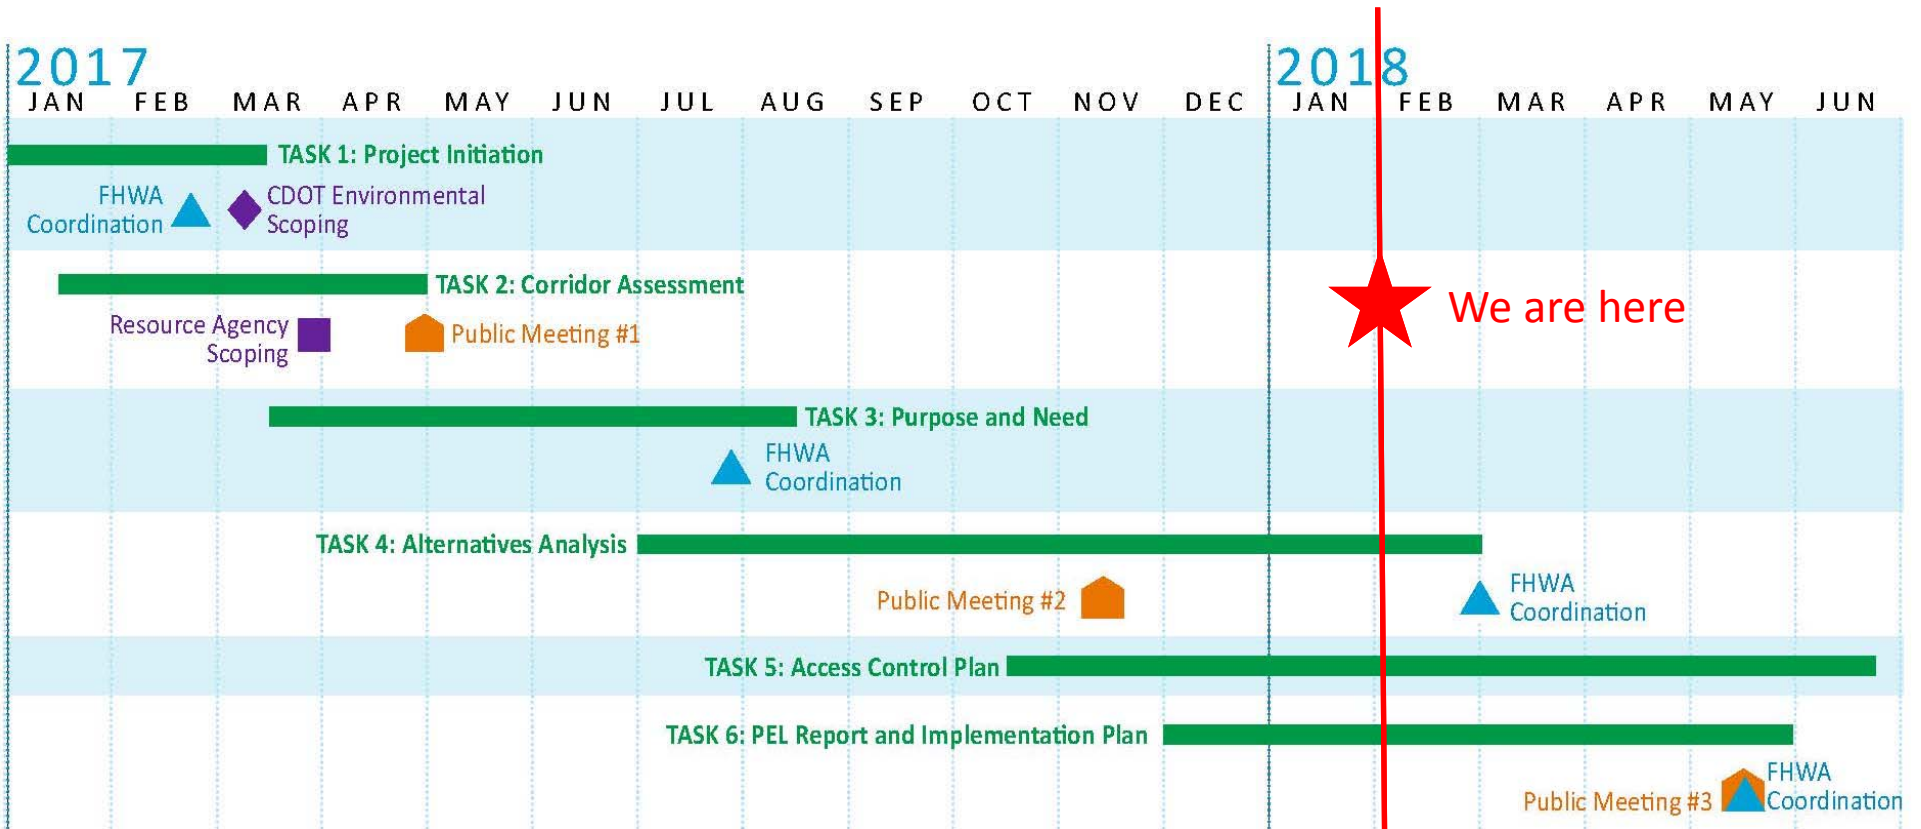 2017
2018
JAN FEB MAR APR MAY JUN JUL AUG SEP OCT NOV DEC JAN FEB MAR APR MAY JUN
TASK 1: Project Initiation
FHWA
Coordination
CDOT Environmental
Scoping
TASK 2: Corridor Assessment
Resource Agency
Scoping
Public Meeting #1
We are here
TASK 3: Purpose and Need
FHWA
Coordination
TASK 4: Alternatives Analysis
Public Meeting #2
FHWA
Coordination
TASK 5: Access Control Plan
TASK 6: PEL Report and Implementation Plan
Public Meeting #3
FHWA
Coordination